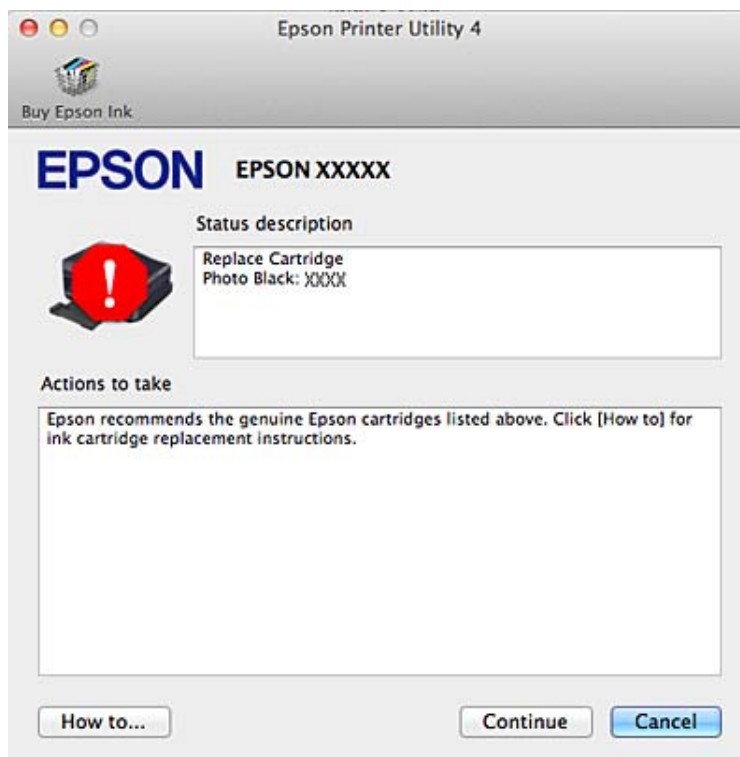 Epson Printer Utility 4
Buy Epson Ink
EPSON EPSON XXXXX
Status description
Replace Cartridge
Photo Black: XXXX
Actions to take
Epson recommends the genuine Epson cartridges listed above. Click [How to] for
ink cartridge replacement instructions.
How to... Continue Cancel